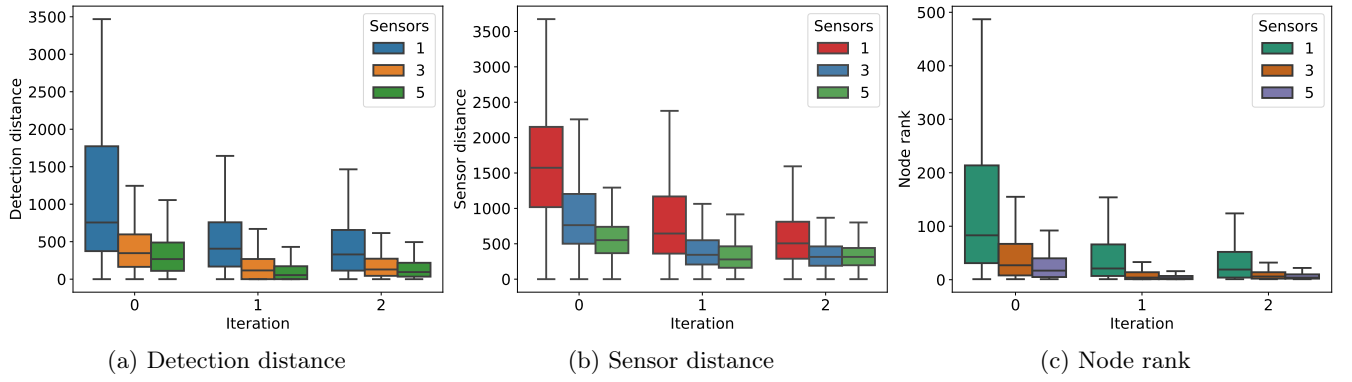 Sensors
1
3
5
3500
3000
2500
2000
1500
1000
500
0
Detection distance
0 1 2
Iteration
(a) Detection distance
Sensors
1
3
5
3500
3000
2500
2000
1500
1000
500
0
Sensor distance
0 1 2
Iteration
(b) Sensor distance
Sensors
1
3
5
500
400
300
200
100
0
Node rank
0 1 2
Iteration
(c) Node rank